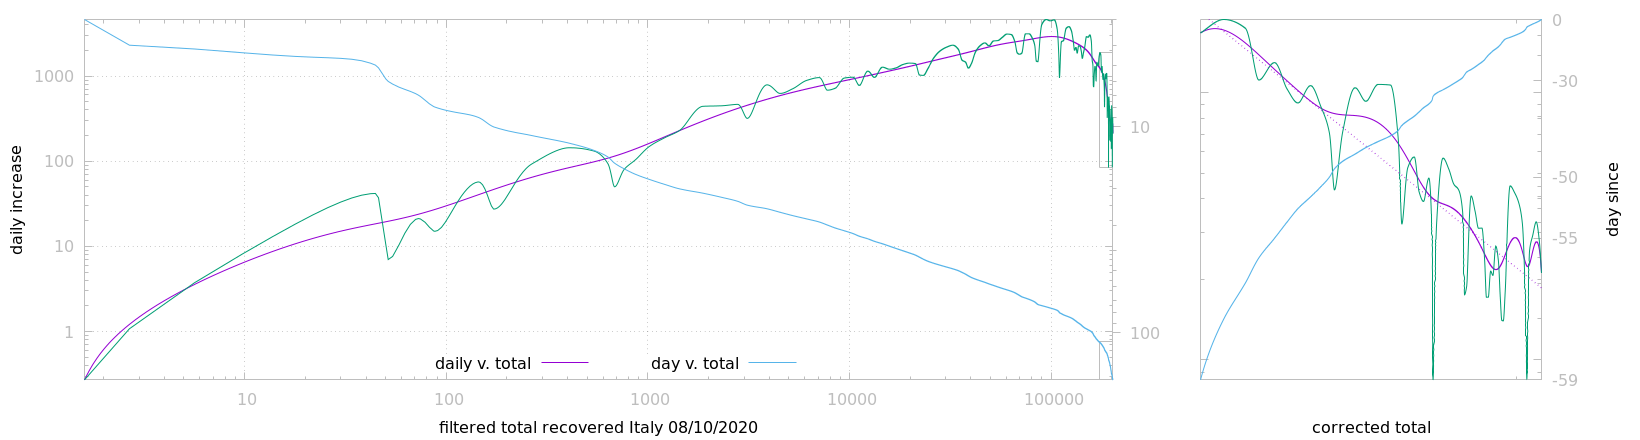 daily increase
1000
100
10
1
daily v. total
day v. total
10
100
10
100
1000
10000
100000
filtered total recovered Italy 08/10/2020
0
-30
-50
-55
-59
day since
corrected total